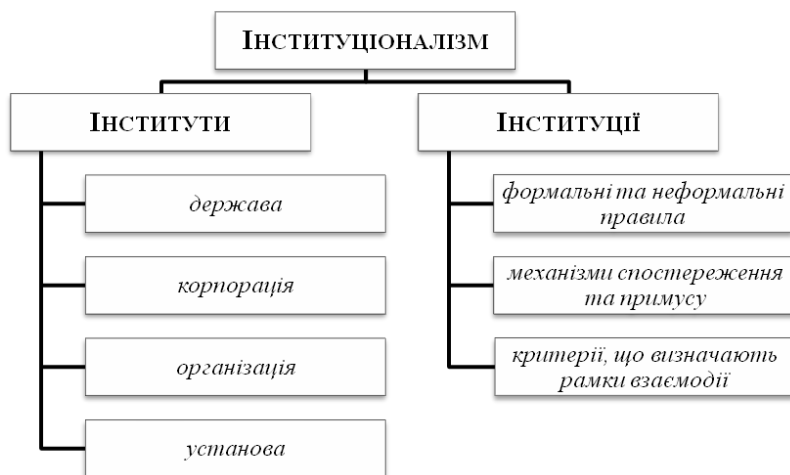 ІНСТИТУЦІОНАЛІЗМ
ІНСТИТУТИ
держава
корпорація
організація
установа
ІНСТИТУЦІЇ
формальні та неформальні
правила
механізми спостереження
та примусу
критерії, що визначають
рамки взаємодії